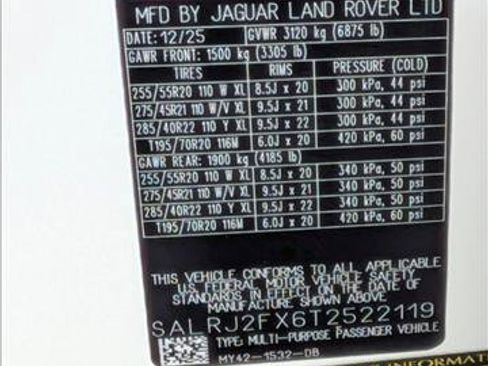 MFD BY JAGUAR LAND ROVER LTD
DATE: 12/25 GVWR 3120 kg (6875 lb)
GAWR FRONT: 1500 kg (3305 lb)
TIRES RIMS PRESSURE (COLD)
255/55R20 110 W XL 8.5J x 20 300 kPa, 44 psi
275/45R21 110 W/V XL 9.5J x 21 300 kPa, 44 psi
285/40R22 110 Y XL 9.5J x 22 300 kPa, 44 psi
T195/70R20 116M 6.0J x 20 420 kPa, 60 psi
GAWR REAR: 1900 kg (4185 lb)
255/55R20 110 W XL 8.5J x 20 340 kPa, 50 psi
275/45R21 110 W/V XL 9.5J x 21 340 kPa, 50 psi
285/40R22 110 Y XL 9.5J x 22 340 kPa, 50 psi
T195/70R20 116M 6.0J x 20 420 kPa, 60 psi
THIS VEHICLE CONFORMS TO ALL APPLICABLE
U.S. FEDERAL MOTOR VEHICLE SAFETY
STANDARDS IN EFFECT ON THE DATE OF
MANUFACTURE SHOWN ABOVE
SALRJ2FX6T2522119
TYPE: MULTI-PURPOSE PASSENGER VEHICLE
MY42-1532-DB
INFORMAT